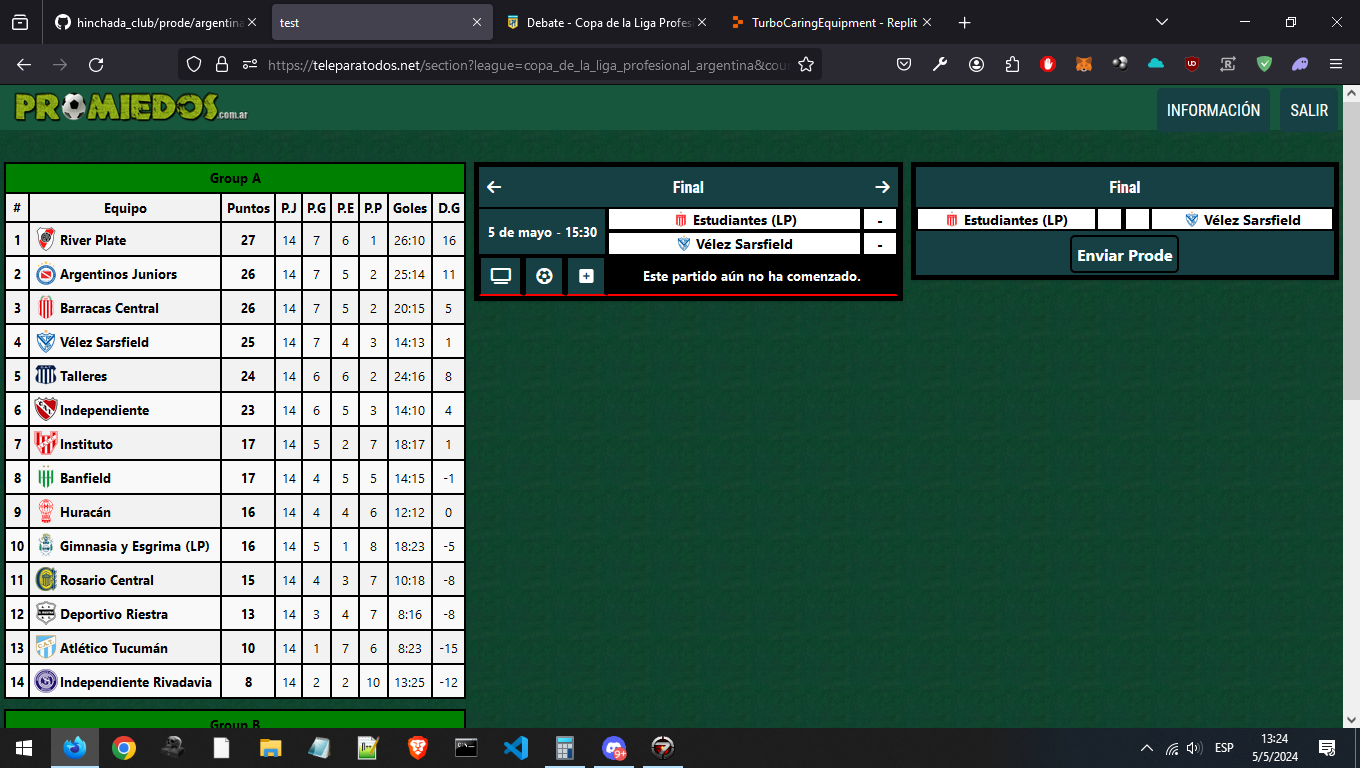 hinchada_club/prode/argentina
test
Debate - Copa de la Liga Profesi
TurboCaringEquipment - Replit
https://teleparatodos.net/section?league=copa_de_la_liga_profesional_argentina&cou
PROMIEDOS.com.ar
INFORMACIÓN
SALIR
Group A
# Equipo Puntos P.J P.G P.E P.P Goles D.G
1 River Plate 27 14 7 6 1 26:10 16
2 Argentinos Juniors 26 14 7 5 2 25:14 11
3 Barracas Central 26 14 7 5 2 20:15 5
4 Vélez Sarsfield 25 14 7 4 3 14:13 1
5 Talleres 24 14 6 6 2 24:16 8
6 Independiente 23 14 6 5 3 14:10 4
7 Instituto 17 14 5 2 7 18:17 1
8 Banfield 17 14 4 5 5 14:15 -1
9 Huracán 16 14 4 4 6 12:12 0
10 Gimnasia y Esgrima (LP) 16 14 5 1 8 18:23 -5
11 Rosario Central 15 14 4 3 7 10:18 -8
12 Deportivo Riestra 13 14 3 4 7 8:16 -8
13 Atlético Tucumán 10 14 1 7 6 8:23 -15
14 Independiente Rivadavia 8 14 2 2 10 13:25 -12
Group B
Final
5 de mayo - 15:30
Estudiantes (LP) -
Vélez Sarsfield -
Este partido aún no ha comenzado.
Final
Estudiantes (LP) Vélez Sarsfield
Enviar Prode
9+
ESP
13:24
5/5/2024